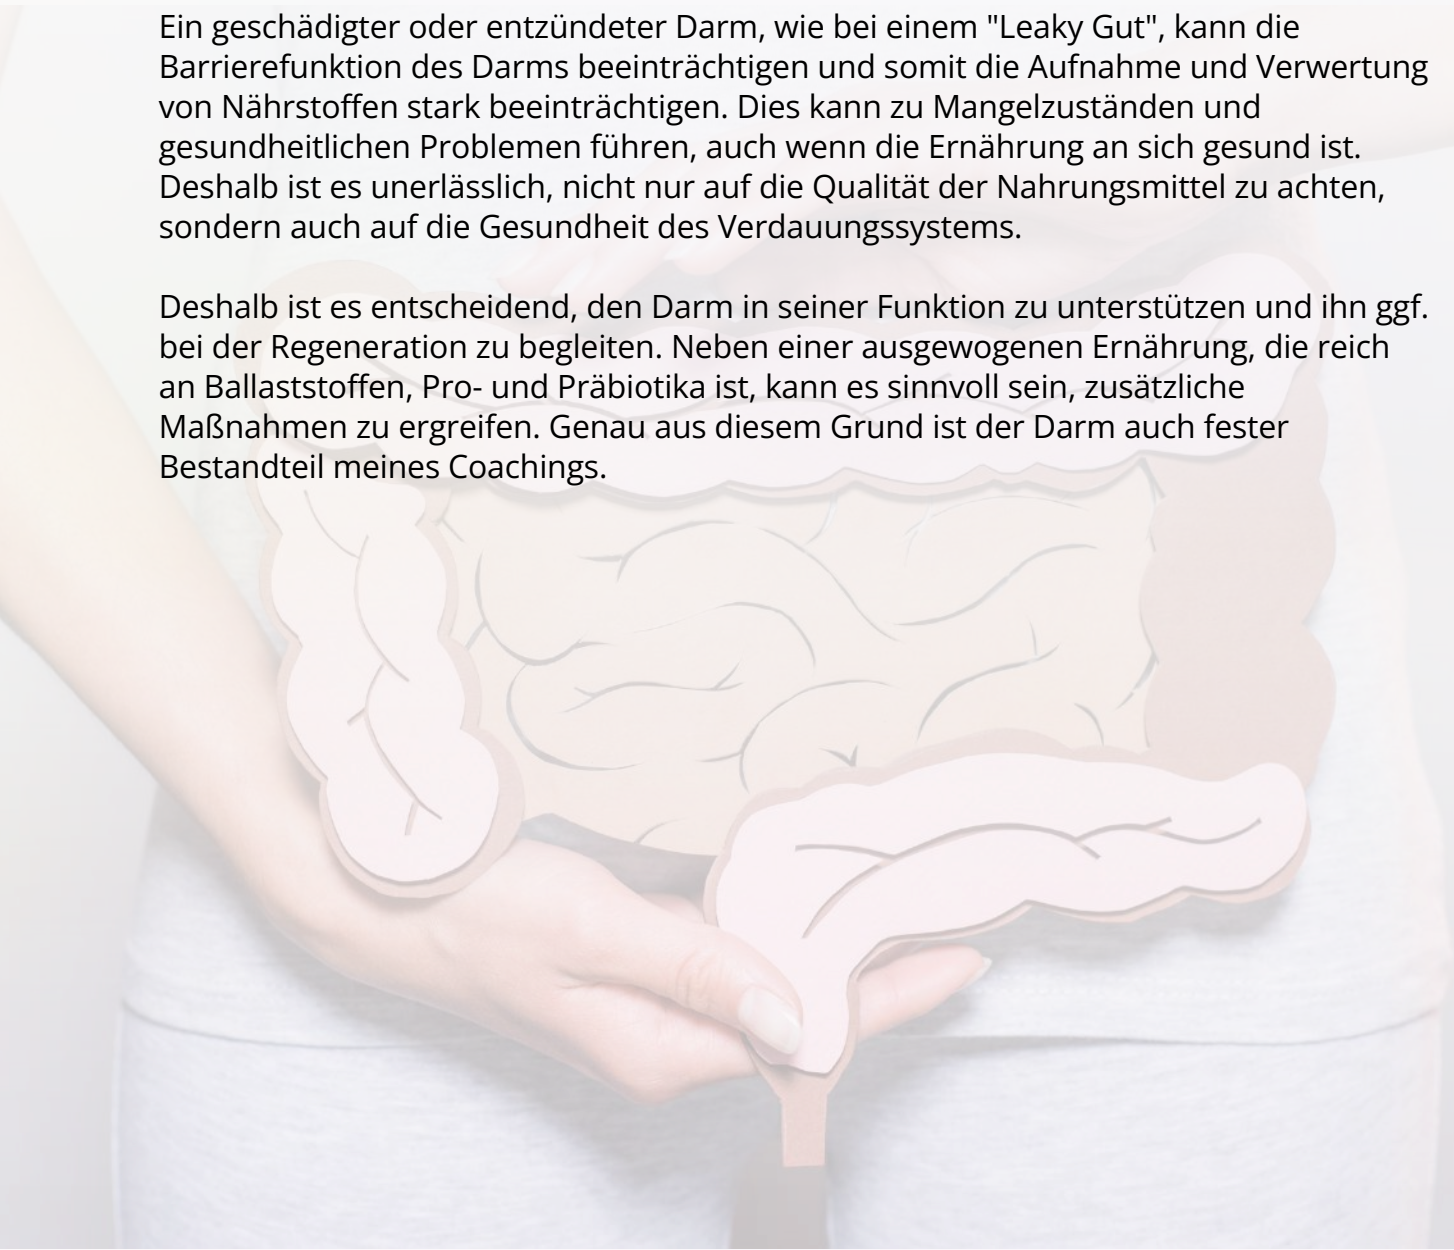 Ein geschädigter oder entzündeter Darm, wie bei einem "Leaky Gut", kann die
Barrierefunktion des Darms beeinträchtigen und somit die Aufnahme und Verwertung
von Nährstoffen stark beeinträchtigen. Dies kann zu Mangelzuständen und
gesundheitlichen Problemen führen, auch wenn die Ernährung an sich gesund ist.
Deshalb ist es unerlässlich, nicht nur auf die Qualität der Nahrungsmittel zu achten,
sondern auch auf die Gesundheit des Verdauungssystems.
Deshalb ist es entscheidend, den Darm in seiner Funktion zu unterstützen und ihn ggf.
bei der Regeneration zu begleiten. Neben einer ausgewogenen Ernährung, die reich
an Ballaststoffen, Pro- und Präbiotika ist, kann es sinnvoll sein, zusätzliche
Maßnahmen zu ergreifen. Genau aus diesem Grund ist der Darm auch fester
Bestandteil meines Coachings.